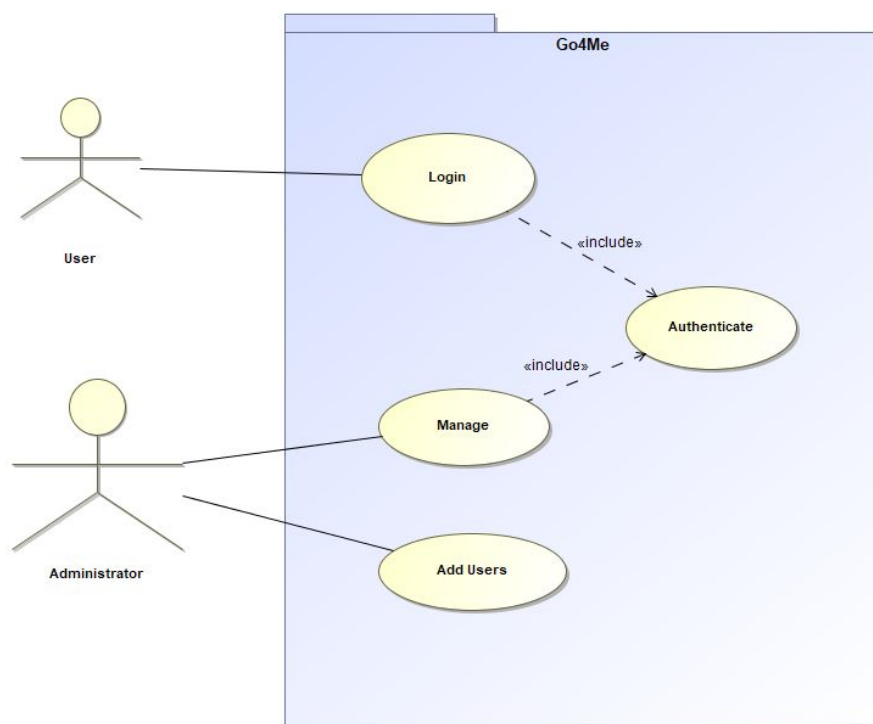 Go4Me
Login
User
«include»
Authenticate
«include»
Manage
Administrator
Add Users